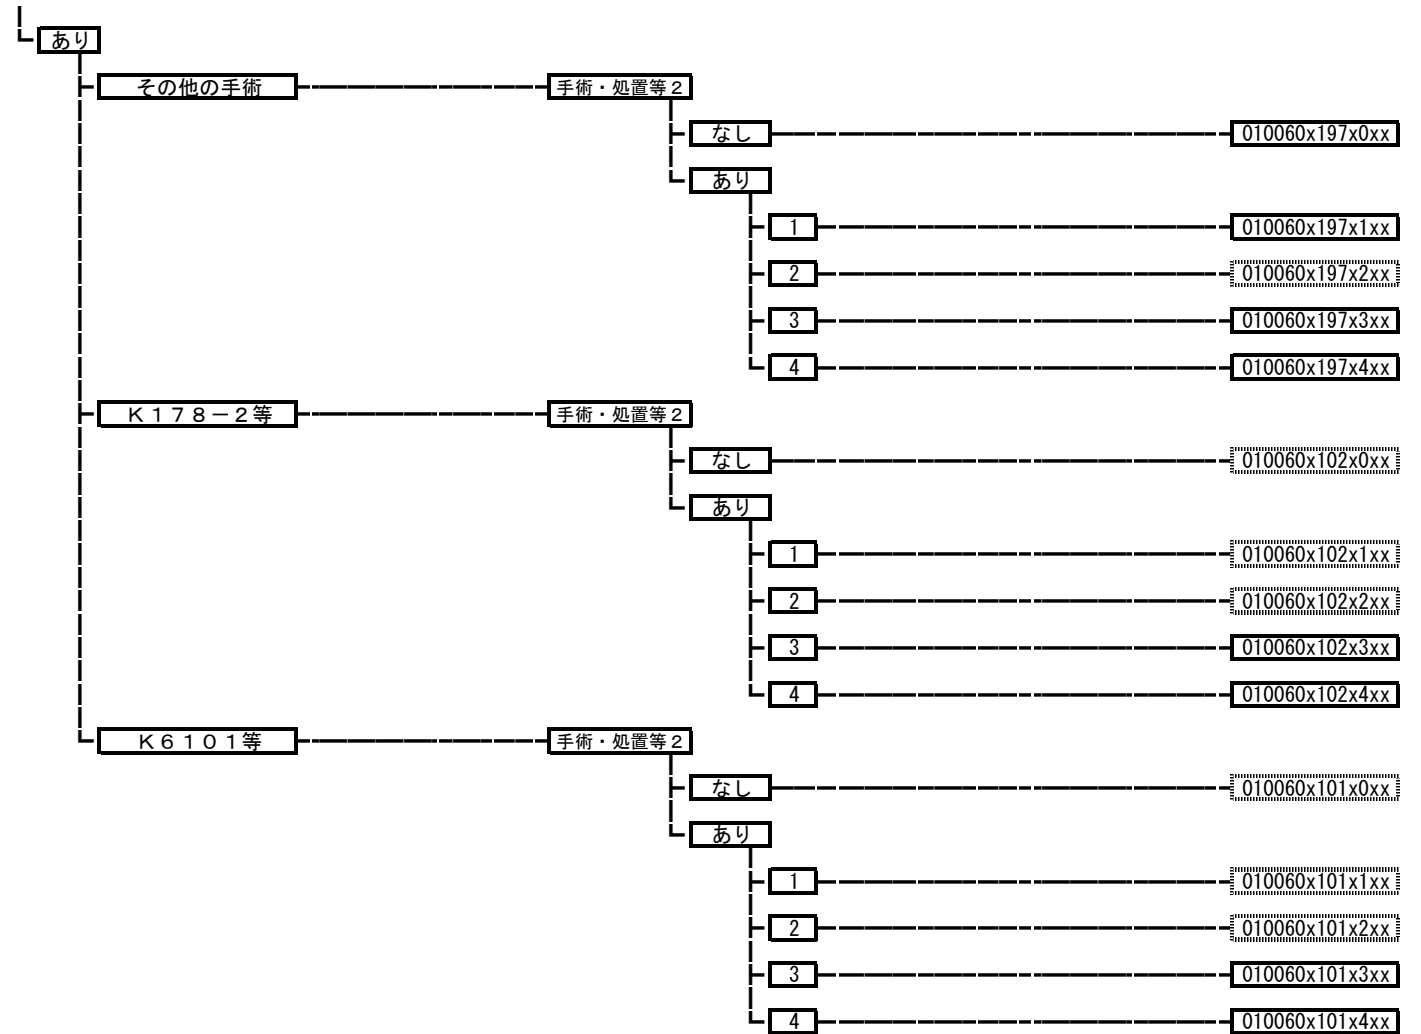 あり
その他の手術 手術・処置等２
なし 010060x197x0xx
あり
1 010060x197x1xx
2 010060x197x2xx
3 010060x197x3xx
4 010060x197x4xx
Ｋ１７８－２等 手術・処置等２
なし 010060x102x0xx
あり
1 010060x102x1xx
2 010060x102x2xx
3 010060x102x3xx
4 010060x102x4xx
Ｋ６１０１等 手術・処置等２
なし 010060x101x0xx
あり
1 010060x101x1xx
2 010060x101x2xx
3 010060x101x3xx
4 010060x101x4xx